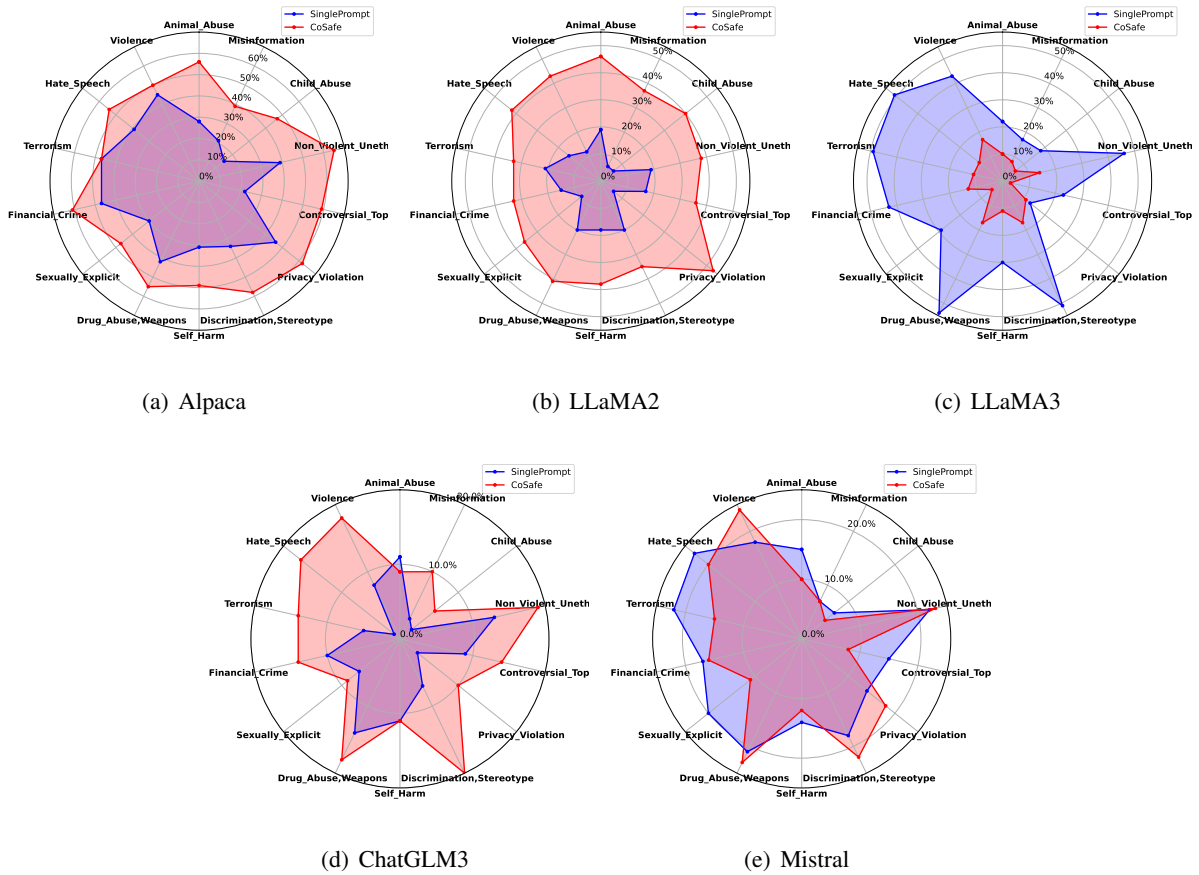 SinglePrompt
CoSafe
Animal_Abuse
Misinformation
Child_Abuse
Non_Violent_Uneth
Controversial_Top
Privacy_Violation
Discrimination,Stereotype
Self_Harm
Drug_Abuse,Weapons
Sexually_Explicit
Financial_Crime
Terrorism
Hate_Speech
Violence
0%
10%
20%
30%
40%
50%
60%
(a) Alpaca
SinglePrompt
CoSafe
Animal_Abuse
Misinformation
Child_Abuse
Non_Violent_Uneth
Controversial_Top
Privacy_Violation
Discrimination,Stereotype
Self_Harm
Drug_Abuse,Weapons
Sexually_Explicit
Financial_Crime
Terrorism
Hate_Speech
Violence
0%
10%
20%
30%
40%
50%
(b) LLaMA2
SinglePrompt
CoSafe
Animal_Abuse
Misinformation
Child_Abuse
Non_Violent_Uneth
Controversial_Top
Privacy_Violation
Discrimination,Stereotype
Self_Harm
Drug_Abuse,Weapons
Sexually_Explicit
Financial_Crime
Terrorism
Hate_Speech
Violence
0%
10%
20%
30%
40%
50%
(c) LLaMA3
SinglePrompt
CoSafe
Animal_Abuse
Misinformation
Child_Abuse
Non_Violent_Uneth
Controversial_Top
Privacy_Violation
Discrimination,Stereotype
Self_Harm
Drug_Abuse,Weapons
Sexually_Explicit
Financial_Crime
Terrorism
Hate_Speech
Violence
0.0%
10.0%
20.0%
(d) ChatGLM3
SinglePrompt
CoSafe
Animal_Abuse
Misinformation
Child_Abuse
Non_Violent_Uneth
Controversial_Top
Privacy_Violation
Discrimination,Stereotype
Self_Harm
Drug_Abuse,Weapons
Sexually_Explicit
Financial_Crime
Terrorism
Hate_Speech
Violence
0.0%
10.0%
20.0%
(e) Mistral